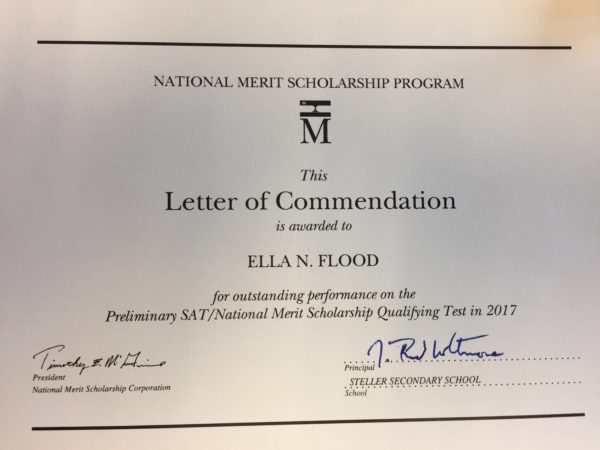 NATIONAL MERIT SCHOLARSHIP PROGRAM
M
This
Letter of Commendation
is awarded to
ELLA N. FLOOD
for outstanding performance on the
Preliminary SAT/National Merit Scholarship Qualifying Test in 2017
Timothy E.
President
National Merit Scholarship Corporation
Principal
STELLER SECONDARY SCHOOL
School